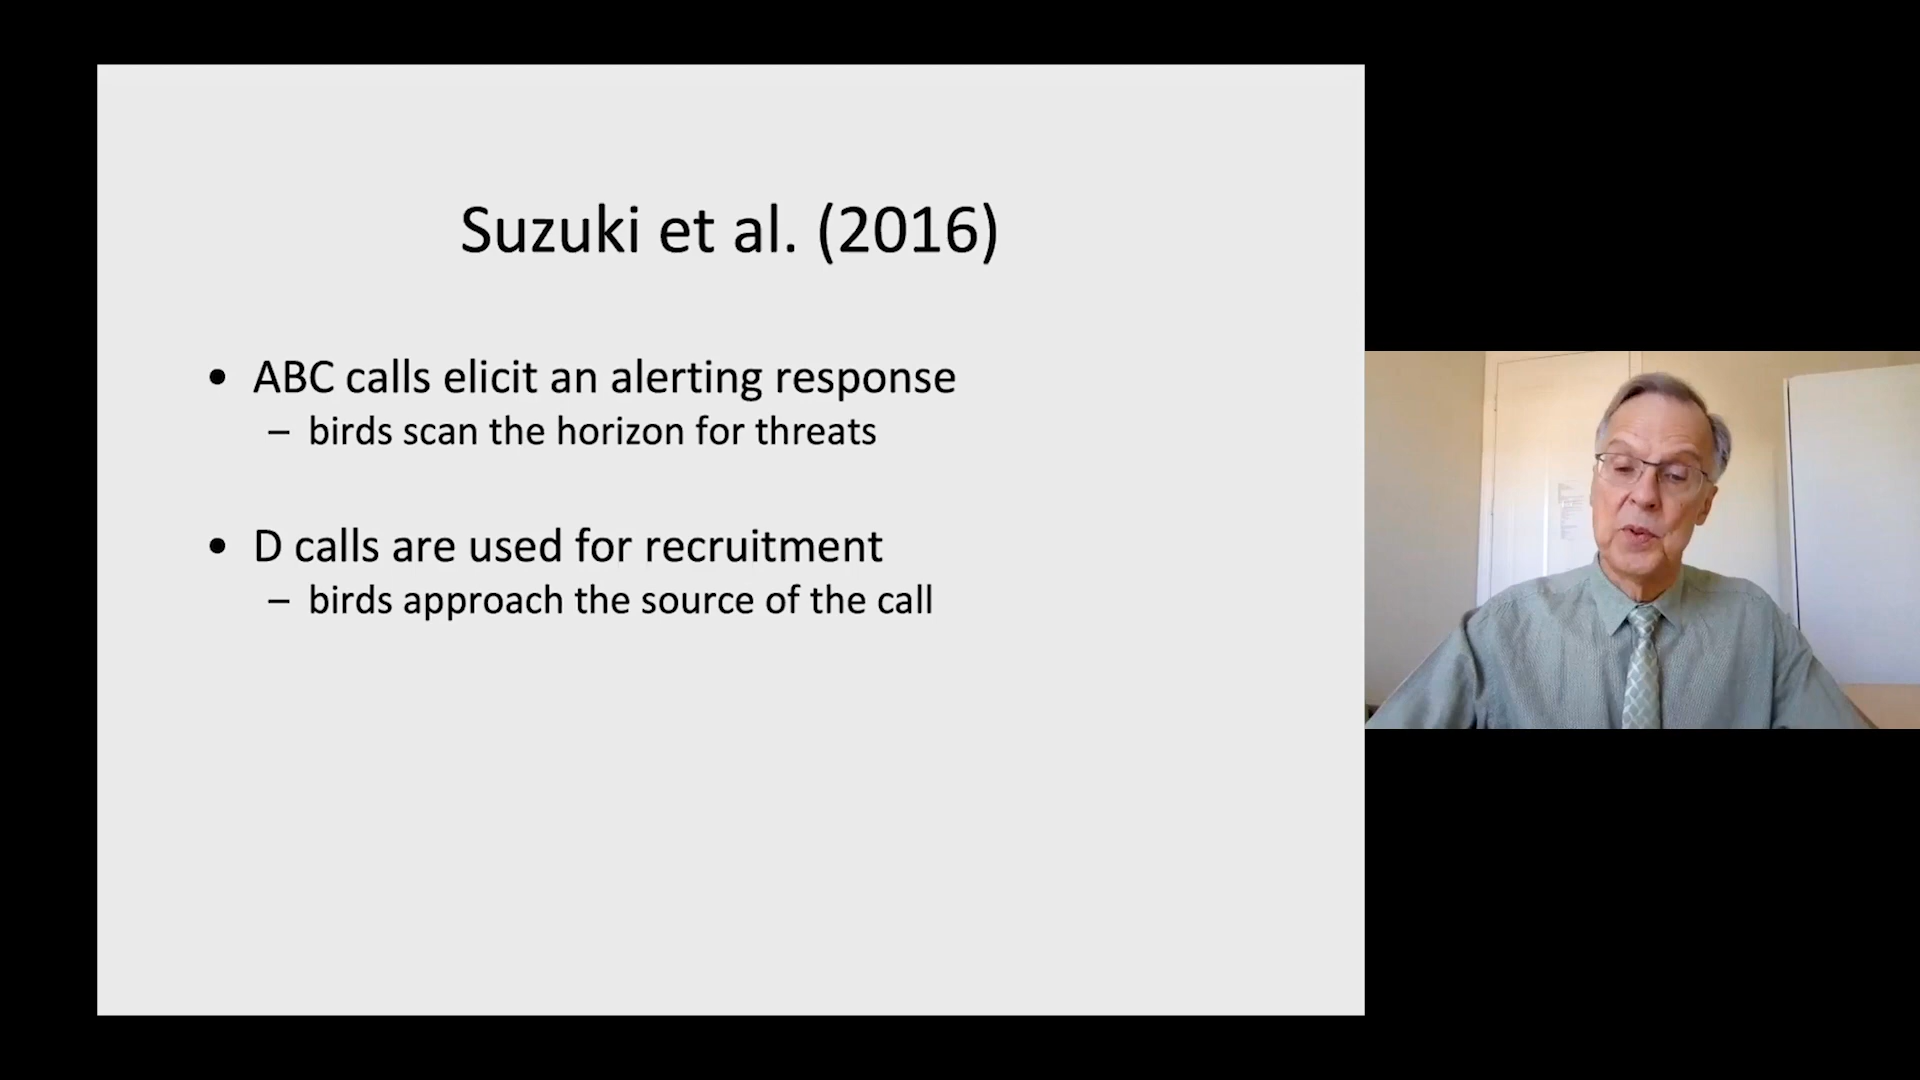 Suzuki et al. (2016)
• ABC calls elicit an alerting response
– birds scan the horizon for threats
• D calls are used for recruitment
– birds approach the source of the call